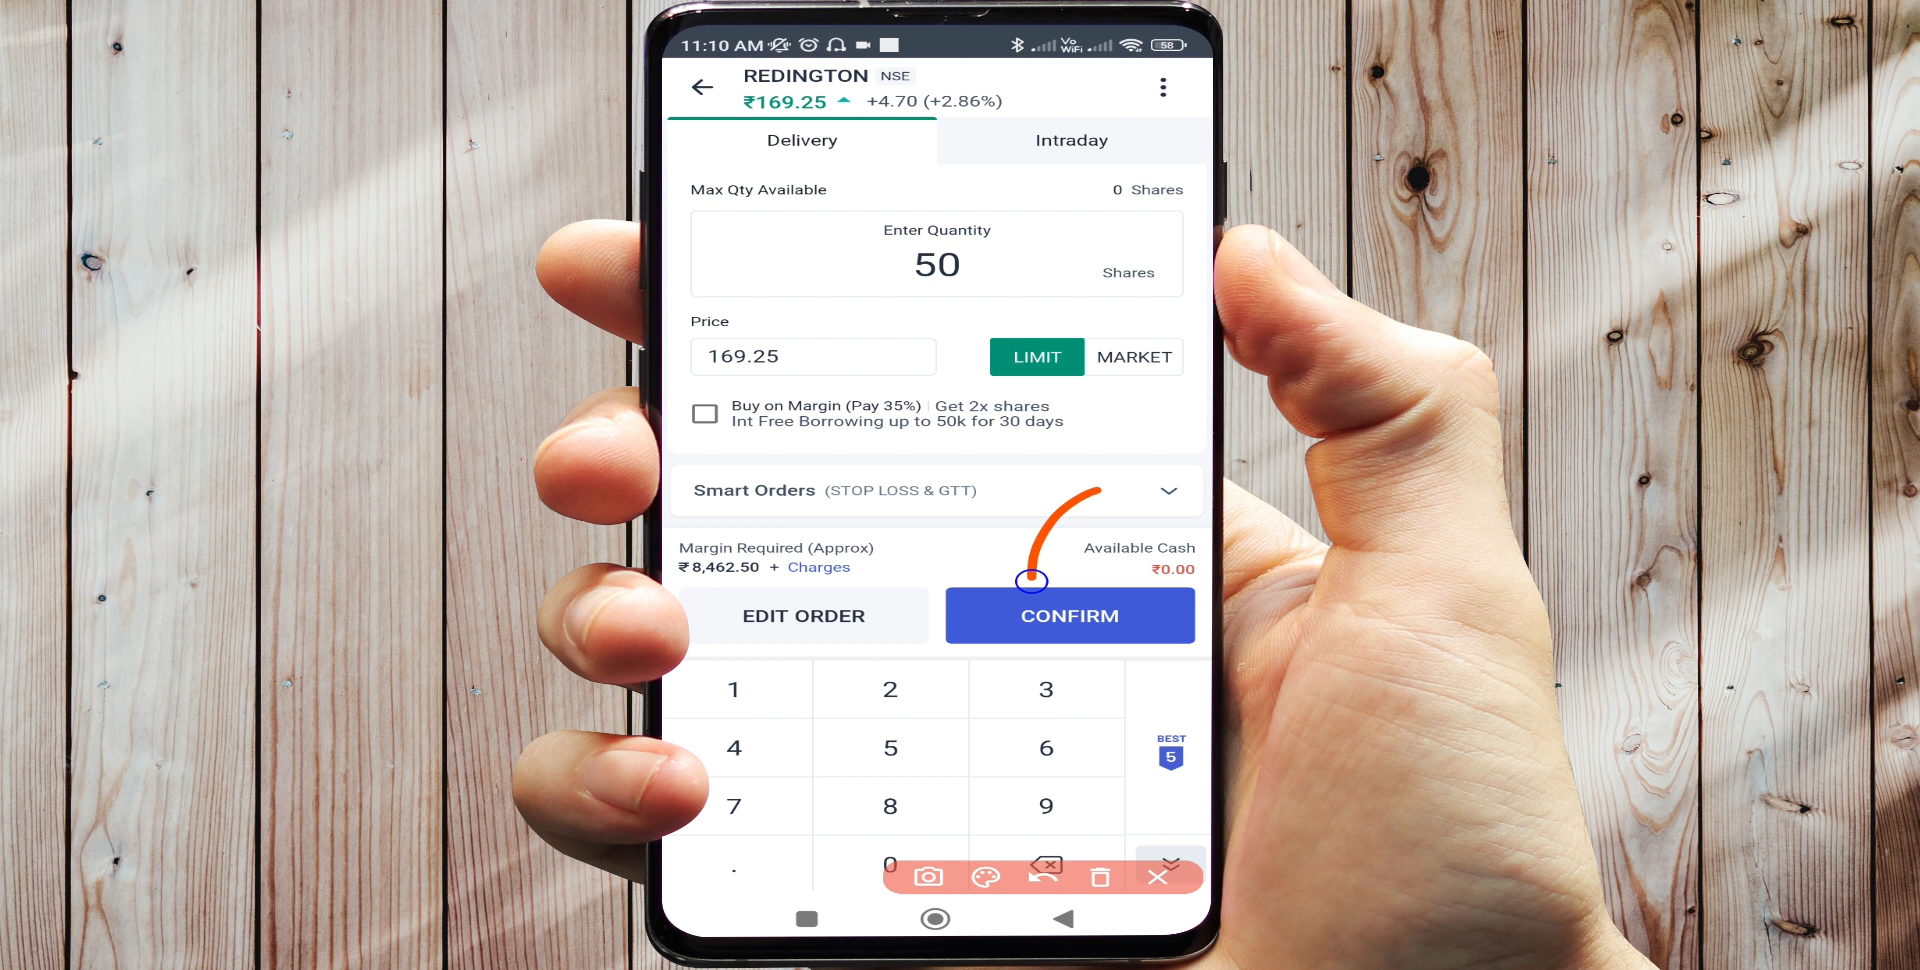 11:10 AM Vo WiFi 58
REDINGTON NSE
₹169.25 +4.70 (+2.86%)
Delivery Intraday
Max Qty Available 0 Shares
Enter Quantity
50
Shares
Price
169.25 LIMIT MARKET
Buy on Margin (Pay 35%) | Get 2x shares
Int Free Borrowing up to 50k for 30 days
Smart Orders (STOP LOSS & GTT)
Margin Required (Approx) Available Cash
₹8,462.50 + Charges ₹0.00
EDIT ORDER CONFIRM
1 2 3
4 5 6
BEST
5
7 8 9
. 0